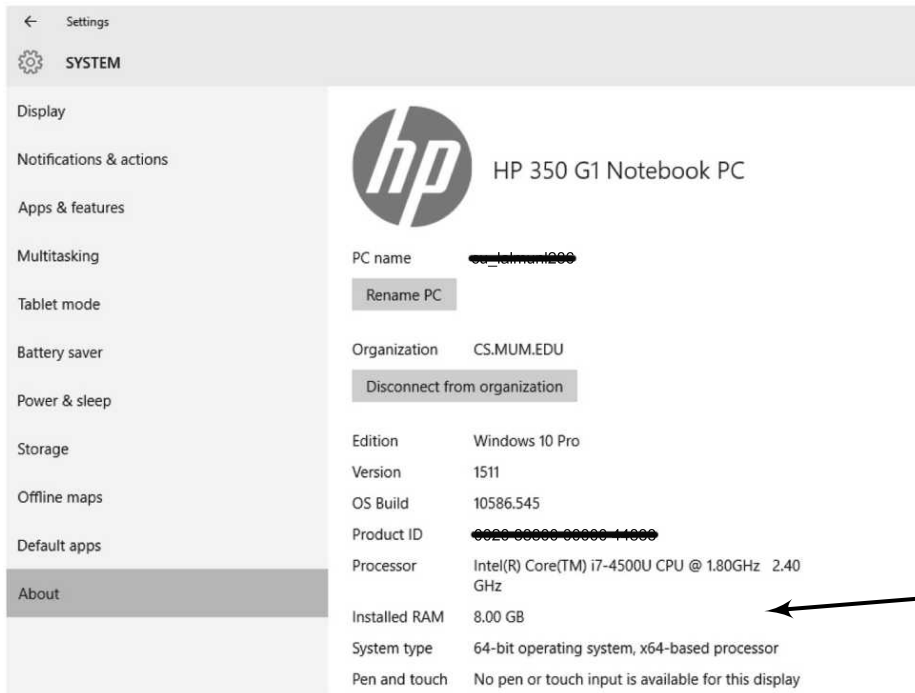 Settings
SYSTEM
Display
Notifications & actions
Apps & features
Multitasking
Tablet mode
Battery saver
Power & sleep
Storage
Offline maps
Default apps
About
hp
HP 350 G1 Notebook PC
PC name
Rename PC
Organization CS.MUM.EDU
Disconnect from organization
Edition Windows 10 Pro
Version 1511
OS Build 10586.545
Product ID
Processor Intel(R) Core(TM) i7-4500U CPU @ 1.80GHz 2.40
GHz
Installed RAM 8.00 GB
System type 64-bit operating system, x64-based processor
Pen and touch No pen or touch input is available for this display